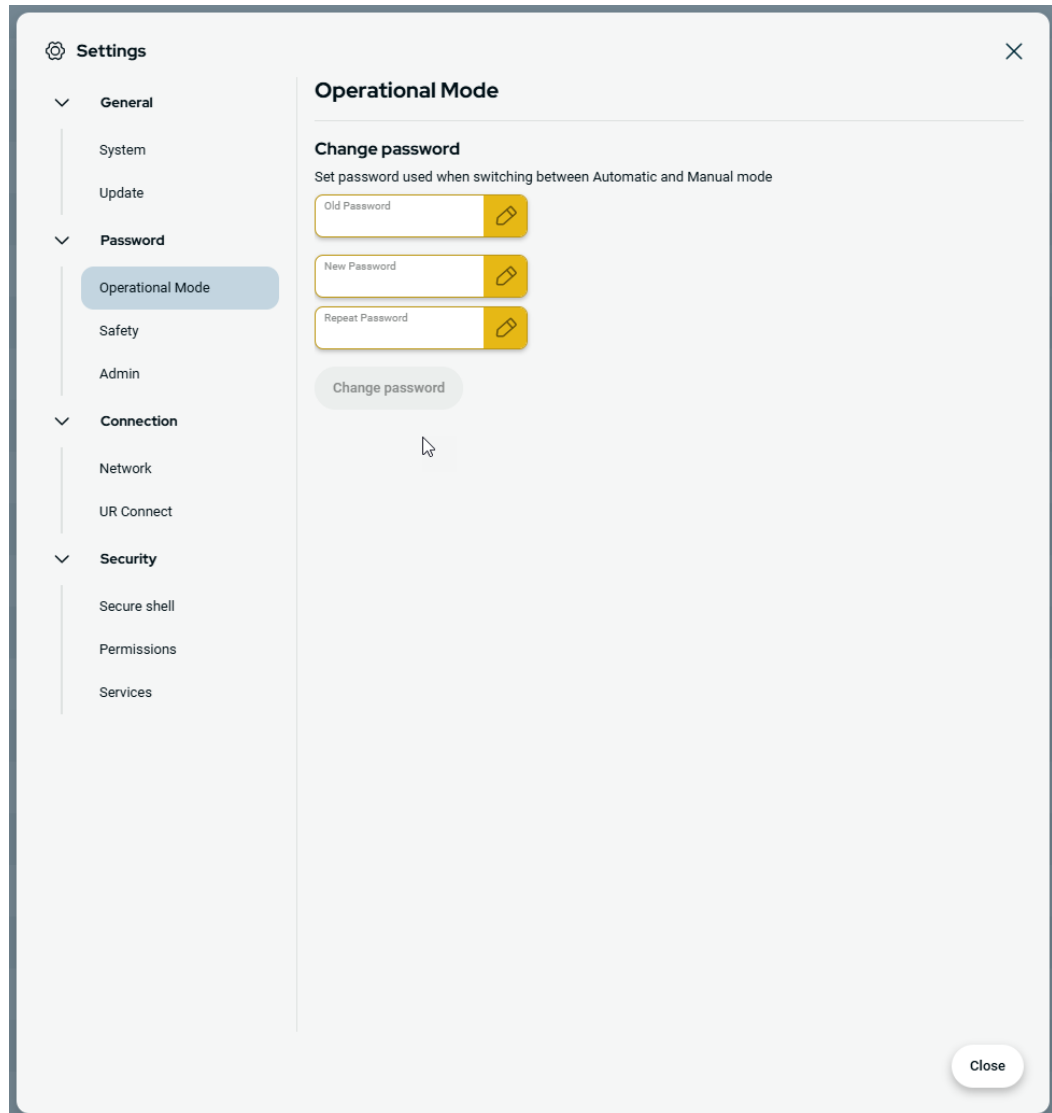 Settings
General
System
Update
Password
Operational Mode
Safety
Admin
Connection
Network
UR Connect
Security
Secure shell
Permissions
Services
Operational Mode
Change password
Set password used when switching between Automatic and Manual mode
Old Password
New Password
Repeat Password
Change password
Close